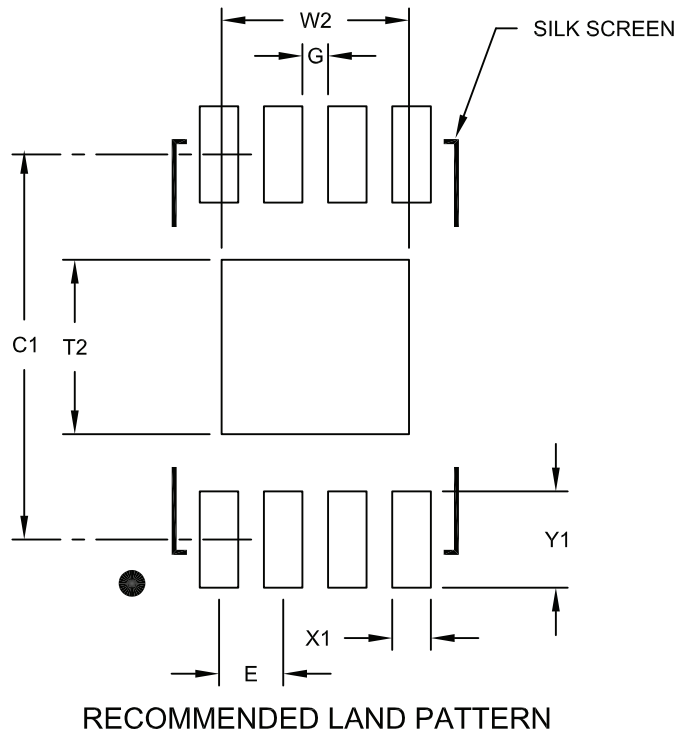 W2
SILK SCREEN
G
C1
T2
Y1
X1
E
RECOMMENDED LAND PATTERN